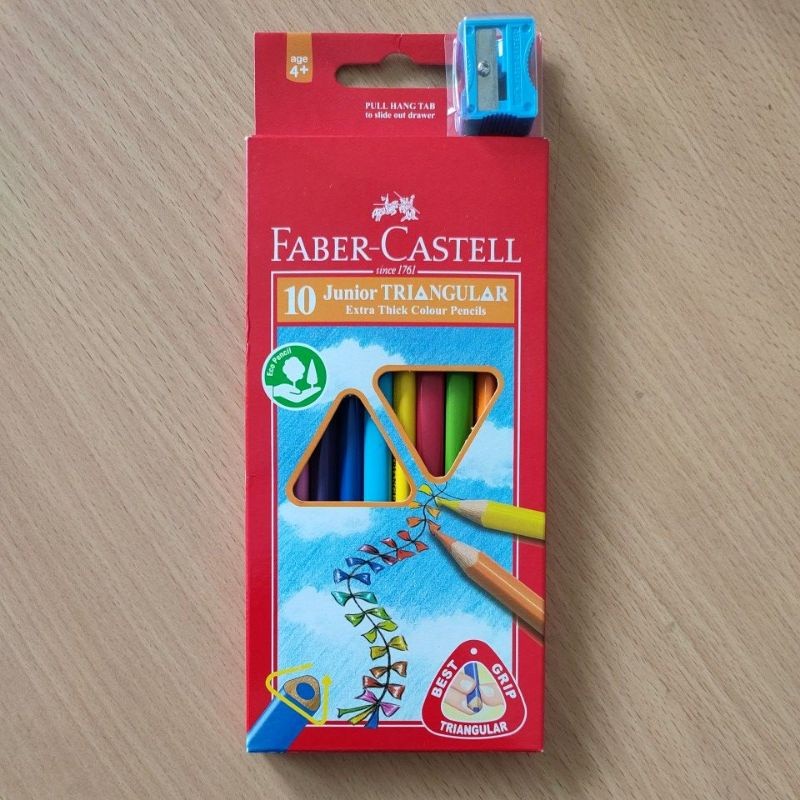 age
4+
PULL HANG TAB
to slide out drawer
FABER-CASTELL
since 1761
10 Junior TRIANGULAR
Extra Thick Colour Pencils
Eco Pencil
BEST GRIP
TRIANGULAR